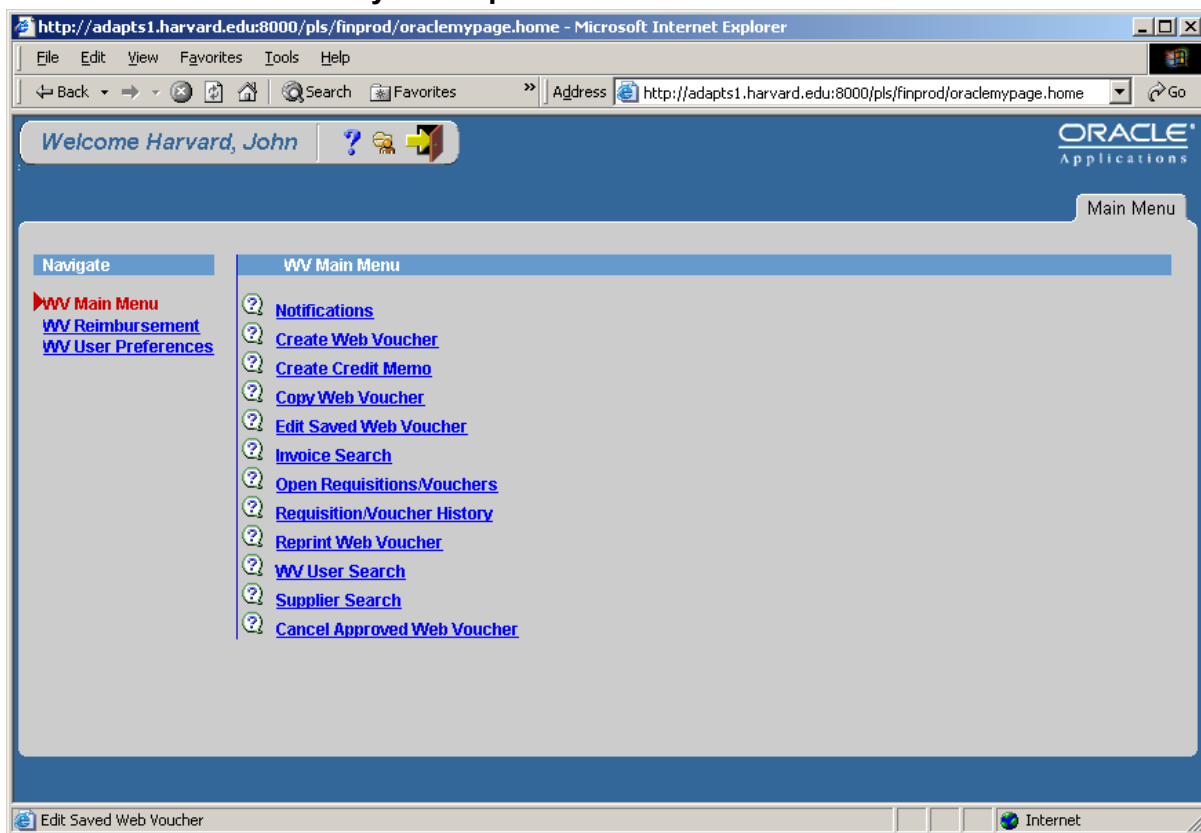 http://adapts1.harvard.edu:8000/pls/finprod/oraclemypage.home - Microsoft Internet Explorer
File Edit View Favorites Tools Help
Back Search Favorites » Address http://adapts1.harvard.edu:8000/pls/finprod/oraclemypage.home Go
Welcome Harvard, John ? ORACLE
Applications
Main Menu
Navigate WV Main Menu
WV Main Menu
WV Reimbursement
WV User Preferences
Notifications
Create Web Voucher
Create Credit Memo
Copy Web Voucher
Edit Saved Web Voucher
Invoice Search
Open Requisitions/Vouchers
Requisition/Voucher History
Reprint Web Voucher
WV User Search
Supplier Search
Cancel Approved Web Voucher
Edit Saved Web Voucher Internet